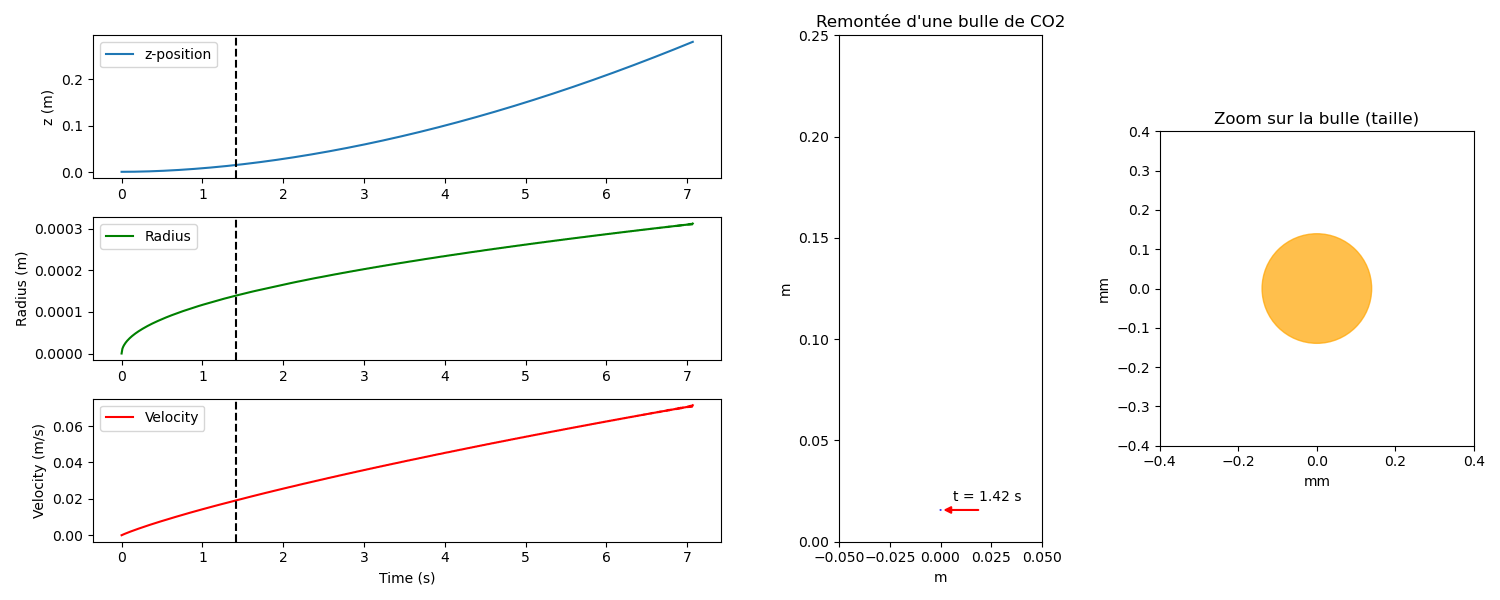 z-position
z (m)
0.2
0.1
0.0
0 1 2 3 4 5 6 7
Radius
Radius (m)
0.0003
0.0002
0.0001
0.0000
0 1 2 3 4 5 6 7
Velocity
Velocity (m/s)
0.06
0.04
0.02
0.00
0 1 2 3 4 5 6 7
Time (s)
Remontée d'une bulle de CO2
0.25
0.20
0.15
m
0.10
0.05
t = 1.42 s
0.00
−0.050 −0.025 0.000 0.025 0.050
m
Zoom sur la bulle (taille)
0.4
0.3
0.2
0.1
mm
0.0
−0.1
−0.2
−0.3
−0.4
−0.4 −0.2 0.0 0.2 0.4
mm